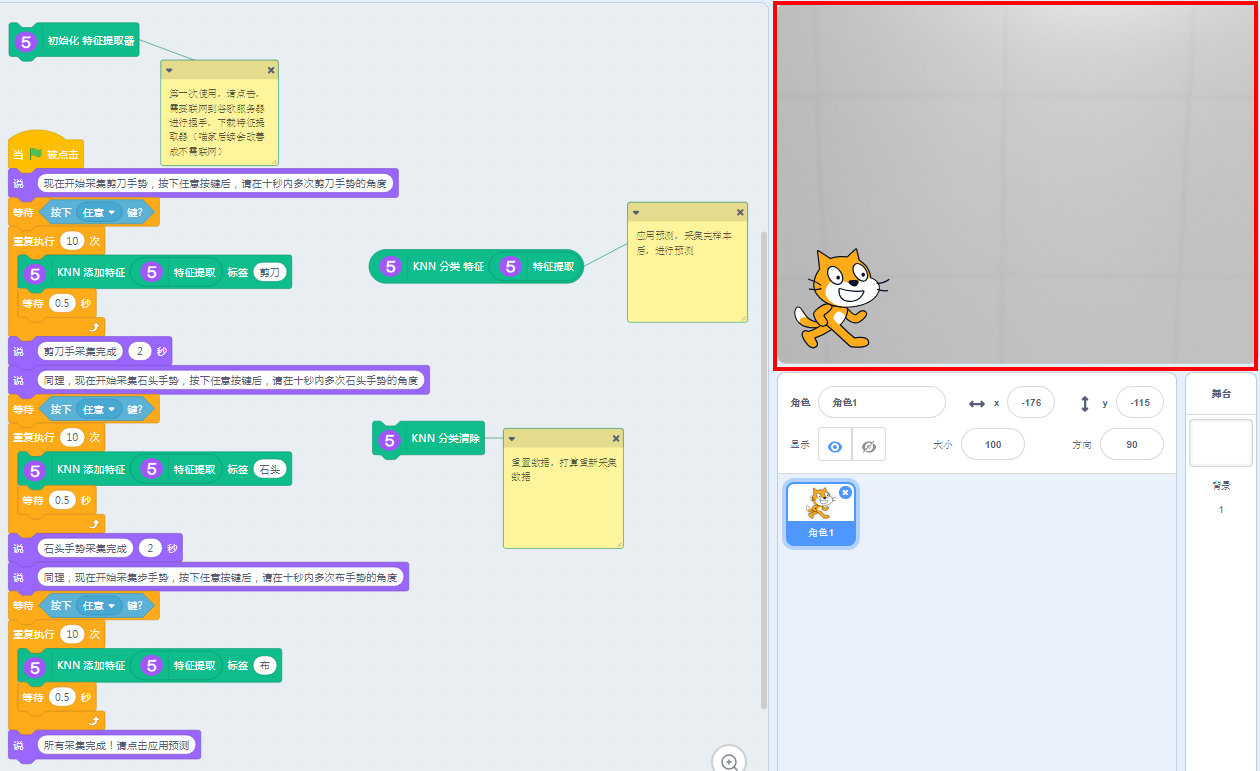 5 初始化 特征提取器
第一次使用，请点击，
需要联网到谷歌服务器
进行握手，下载特征提
取器（喵家后续会改善
成不需联网）
当 被点击
说 现在开始采集剪刀手势，按下任意按键后，请在十秒内多次剪刀手势的角度
等待 按下 任意 键?
重复执行 10 次
5 KNN 添加特征 5 特征提取 标签 剪刀
等待 0.5 秒
说 剪刀手采集完成 2 秒
说 同理，现在开始采集石头手势，按下任意按键后，请在十秒内多次石头手势的角度
等待 按下 任意 键?
重复执行 10 次
5 KNN 添加特征 5 特征提取 标签 石头
等待 0.5 秒
说 石头手势采集完成 2 秒
说 同理，现在开始采集步手势，按下任意按键后，请在十秒内多次布手势的角度
等待 按下 任意 键?
重复执行 10 次
5 KNN 添加特征 5 特征提取 标签 布
等待 0.5 秒
说 所有采集完成！请点击应用预测
5 KNN 分类 特征 5 特征提取
应用预测，采集完样本
后，进行预测
5 KNN 分类清除
重置数据，打算重新采集
数据
角色 角色1 x -176 y -115
显示 大小 100 方向 90
角色1
舞台
背景
1